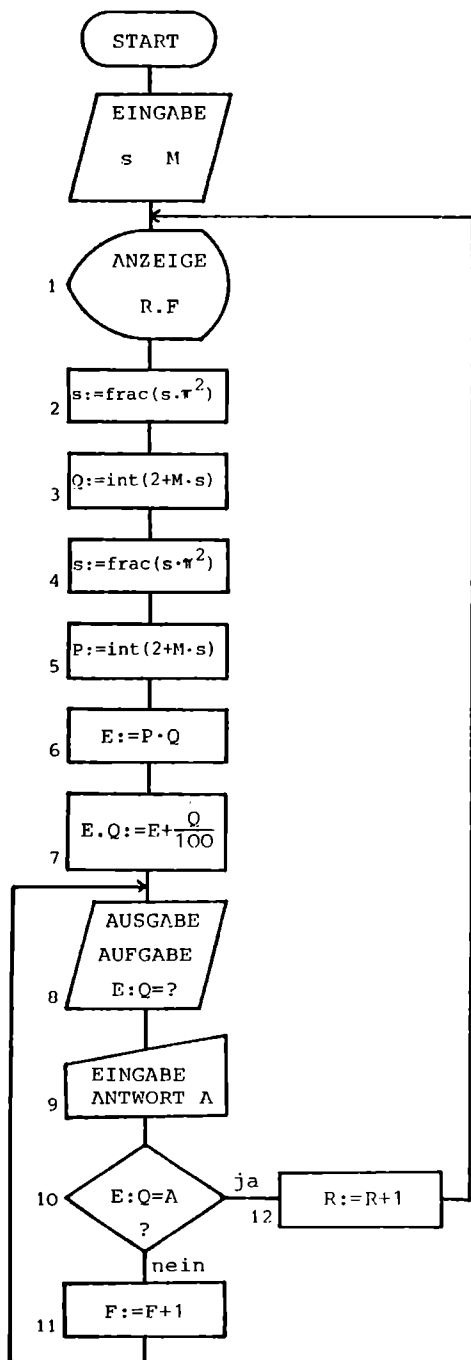 START
EINGABE
s M
ANZEIGE
1
R.F
s:=frac(s·π²)
2
Q:=int(2+M·s)
3
s:=frac(s·π²)
4
P:=int(2+M·s)
5
E:=P·Q
6
E.Q:=E+Q/100
7
AUSGABE
AUFGABE
E:Q=?
8
EINGABE
ANTWORT A
9
10
E:Q=A
?
ja
R:=R+1
12
nein
F:=F+1
11